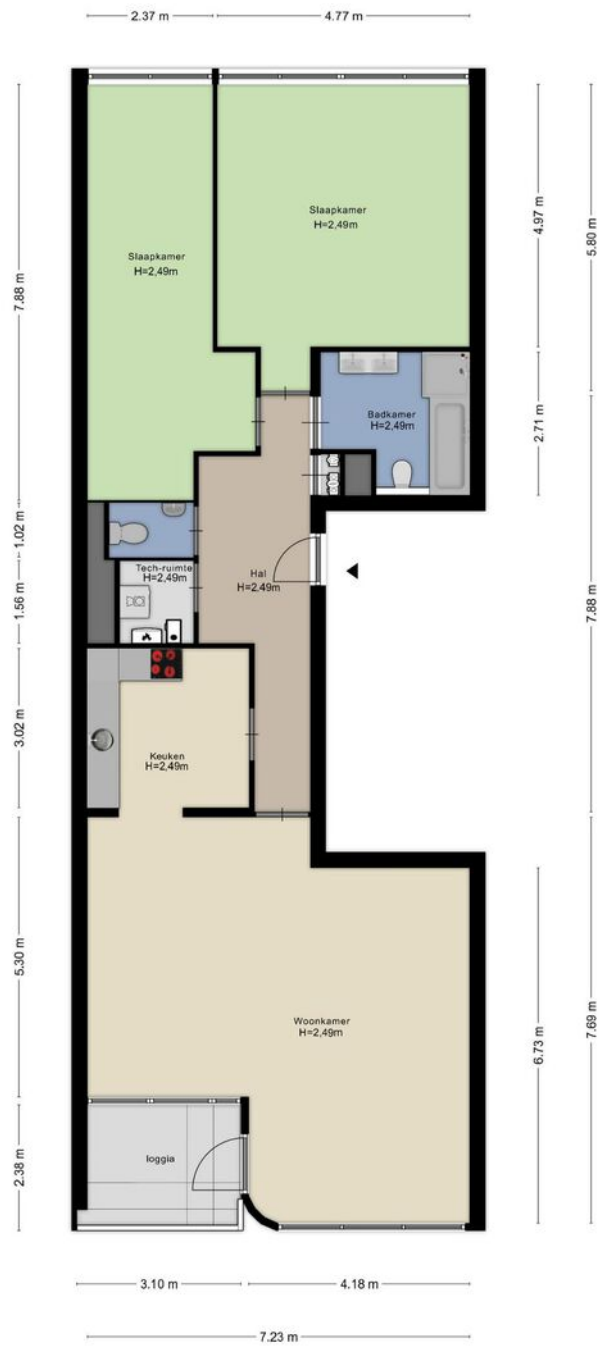 2.37 m
4.77 m
Slaapkamer
H=2,49m
Slaapkamer
H=2,49m
4.97 m
5.80 m
7.88 m
Badkamer
H=2,49m
2.71 m
1.02 m
Tech-ruimte
H=2,49m
Hal
H=2,49m
1.56 m
7.88 m
3.02 m
Keuken
H=2,49m
5.30 m
Woonkamer
H=2,49m
6.73 m
7.69 m
loggia
2.38 m
3.10 m
4.18 m
7.23 m